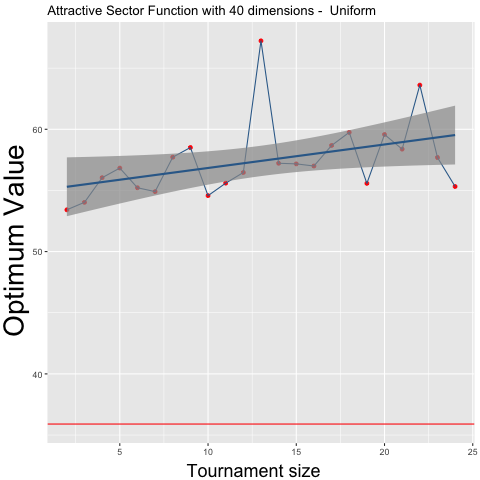 Attractive Sector Function with 40 dimensions -  Uniform
Optimum Value
60
50
40
5
10
15
20
25
Tournament size